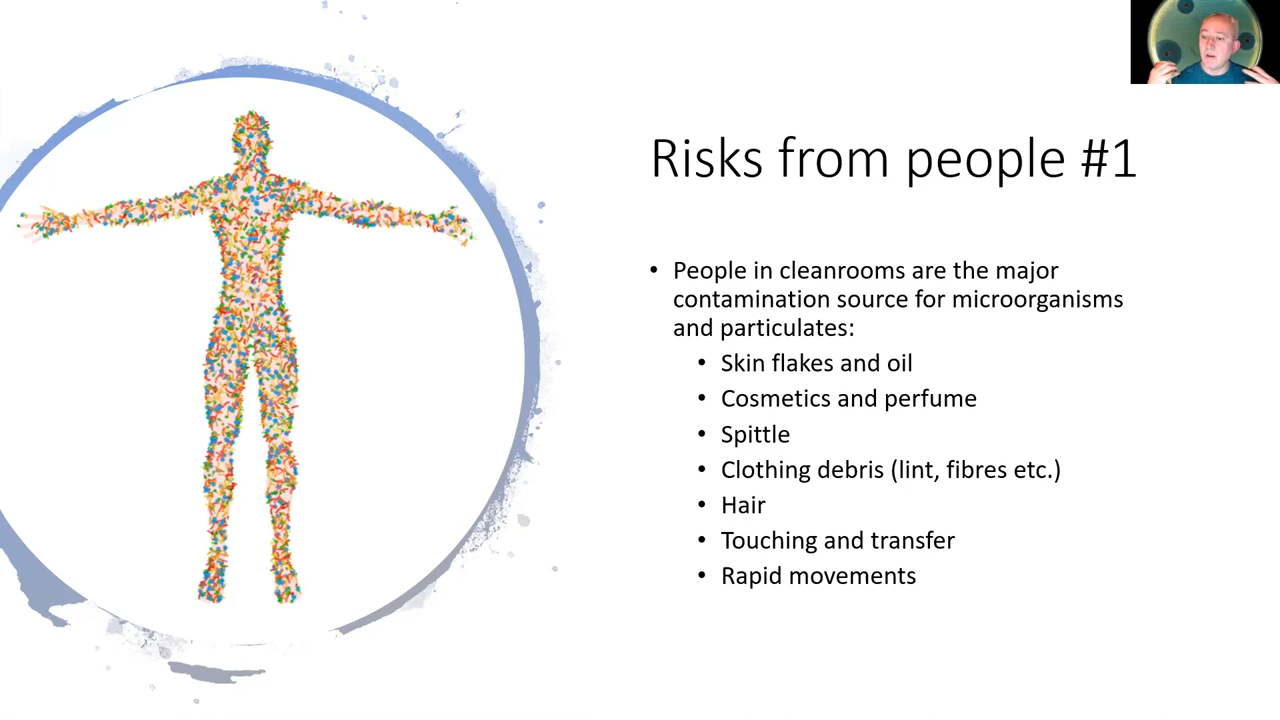 Risks from people #1
• People in cleanrooms are the major
contamination source for microorganisms
and particulates:
• Skin flakes and oil
• Cosmetics and perfume
• Spittle
• Clothing debris (lint, fibres etc.)
• Hair
• Touching and transfer
• Rapid movements